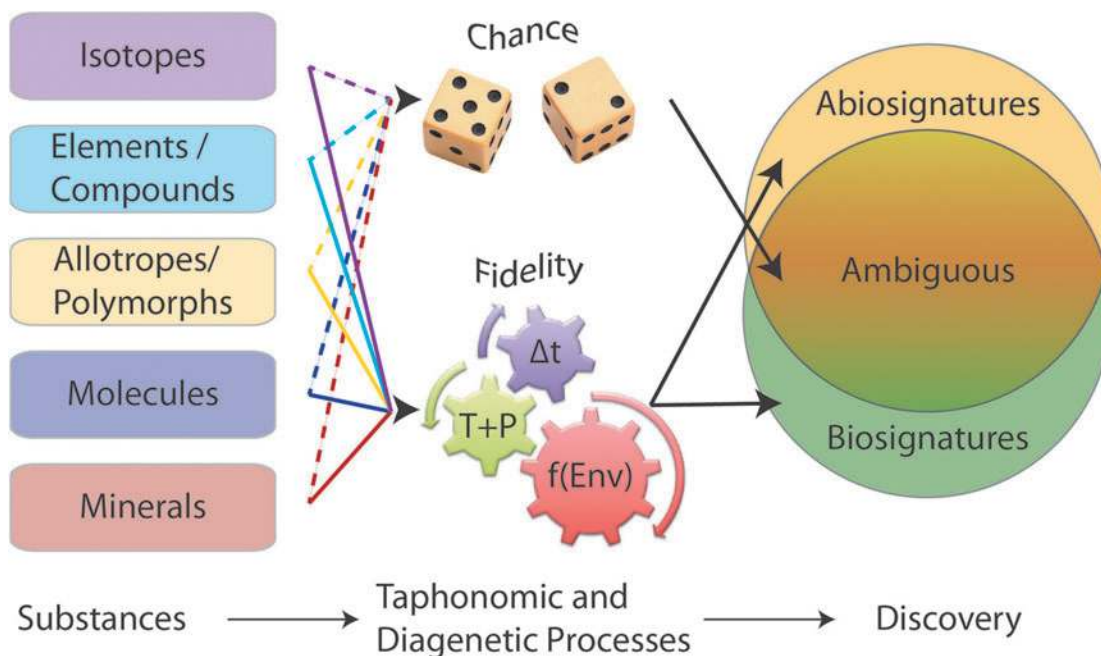 Isotopes
Elements /
Compounds
Allotropes/
Polymorphs
Molecules
Minerals
Chance
Fidelity
Δt
T+P
f(Env)
Abiosignatures
Ambiguous
Biosignatures
Substances
Taphonomic and
Diagenetic Processes
Discovery